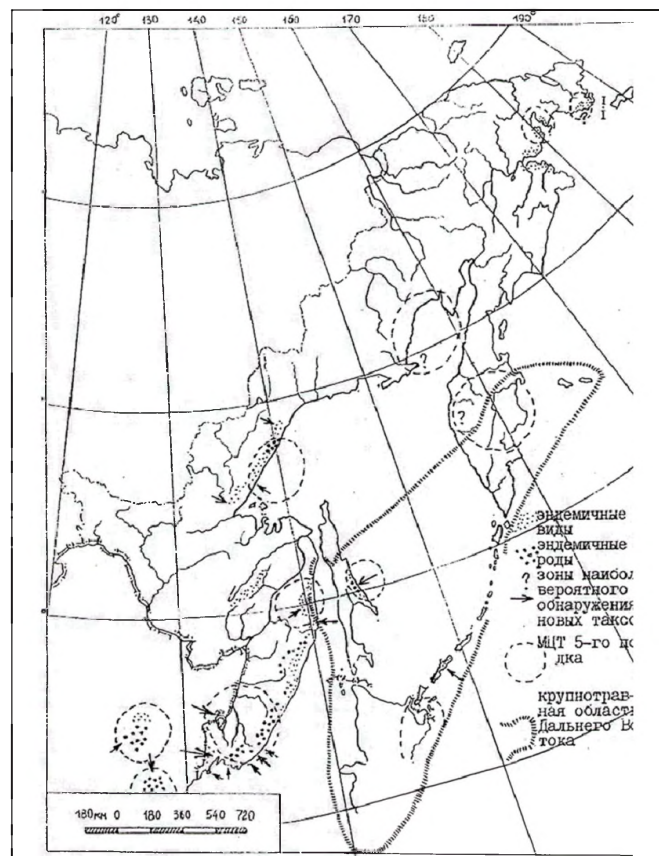 120° 130 140 150 160 170 180 190°
?
?
?
эндемичные
виды
эндемичные
роды
? зоны наибол
вероятного
обнаружения
новых таксо
МЦТ 5-го по
дка
крупнотрав-
ная область
Дальнего Во
тока
180км 0 180 360 540 720